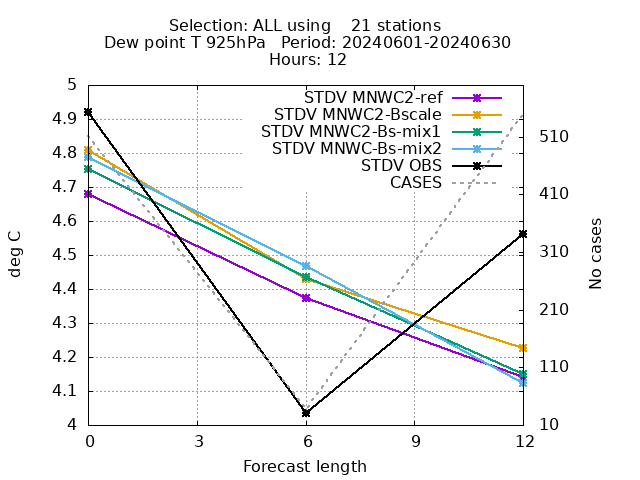 Selection: ALL using    21 stations
Dew point T 925hPa   Period: 20240601-20240630
Hours: 12
STDV MNWC2-ref
STDV MNWC2-Bscale
STDV MNWC2-Bs-mix1
STDV MNWC-Bs-mix2
STDV OBS
CASES
5
4.9
4.8
4.7
4.6
4.5
4.4
4.3
4.2
4.1
4
510
410
310
210
110
10
0 3 6 9 12
deg C
No cases
Forecast length